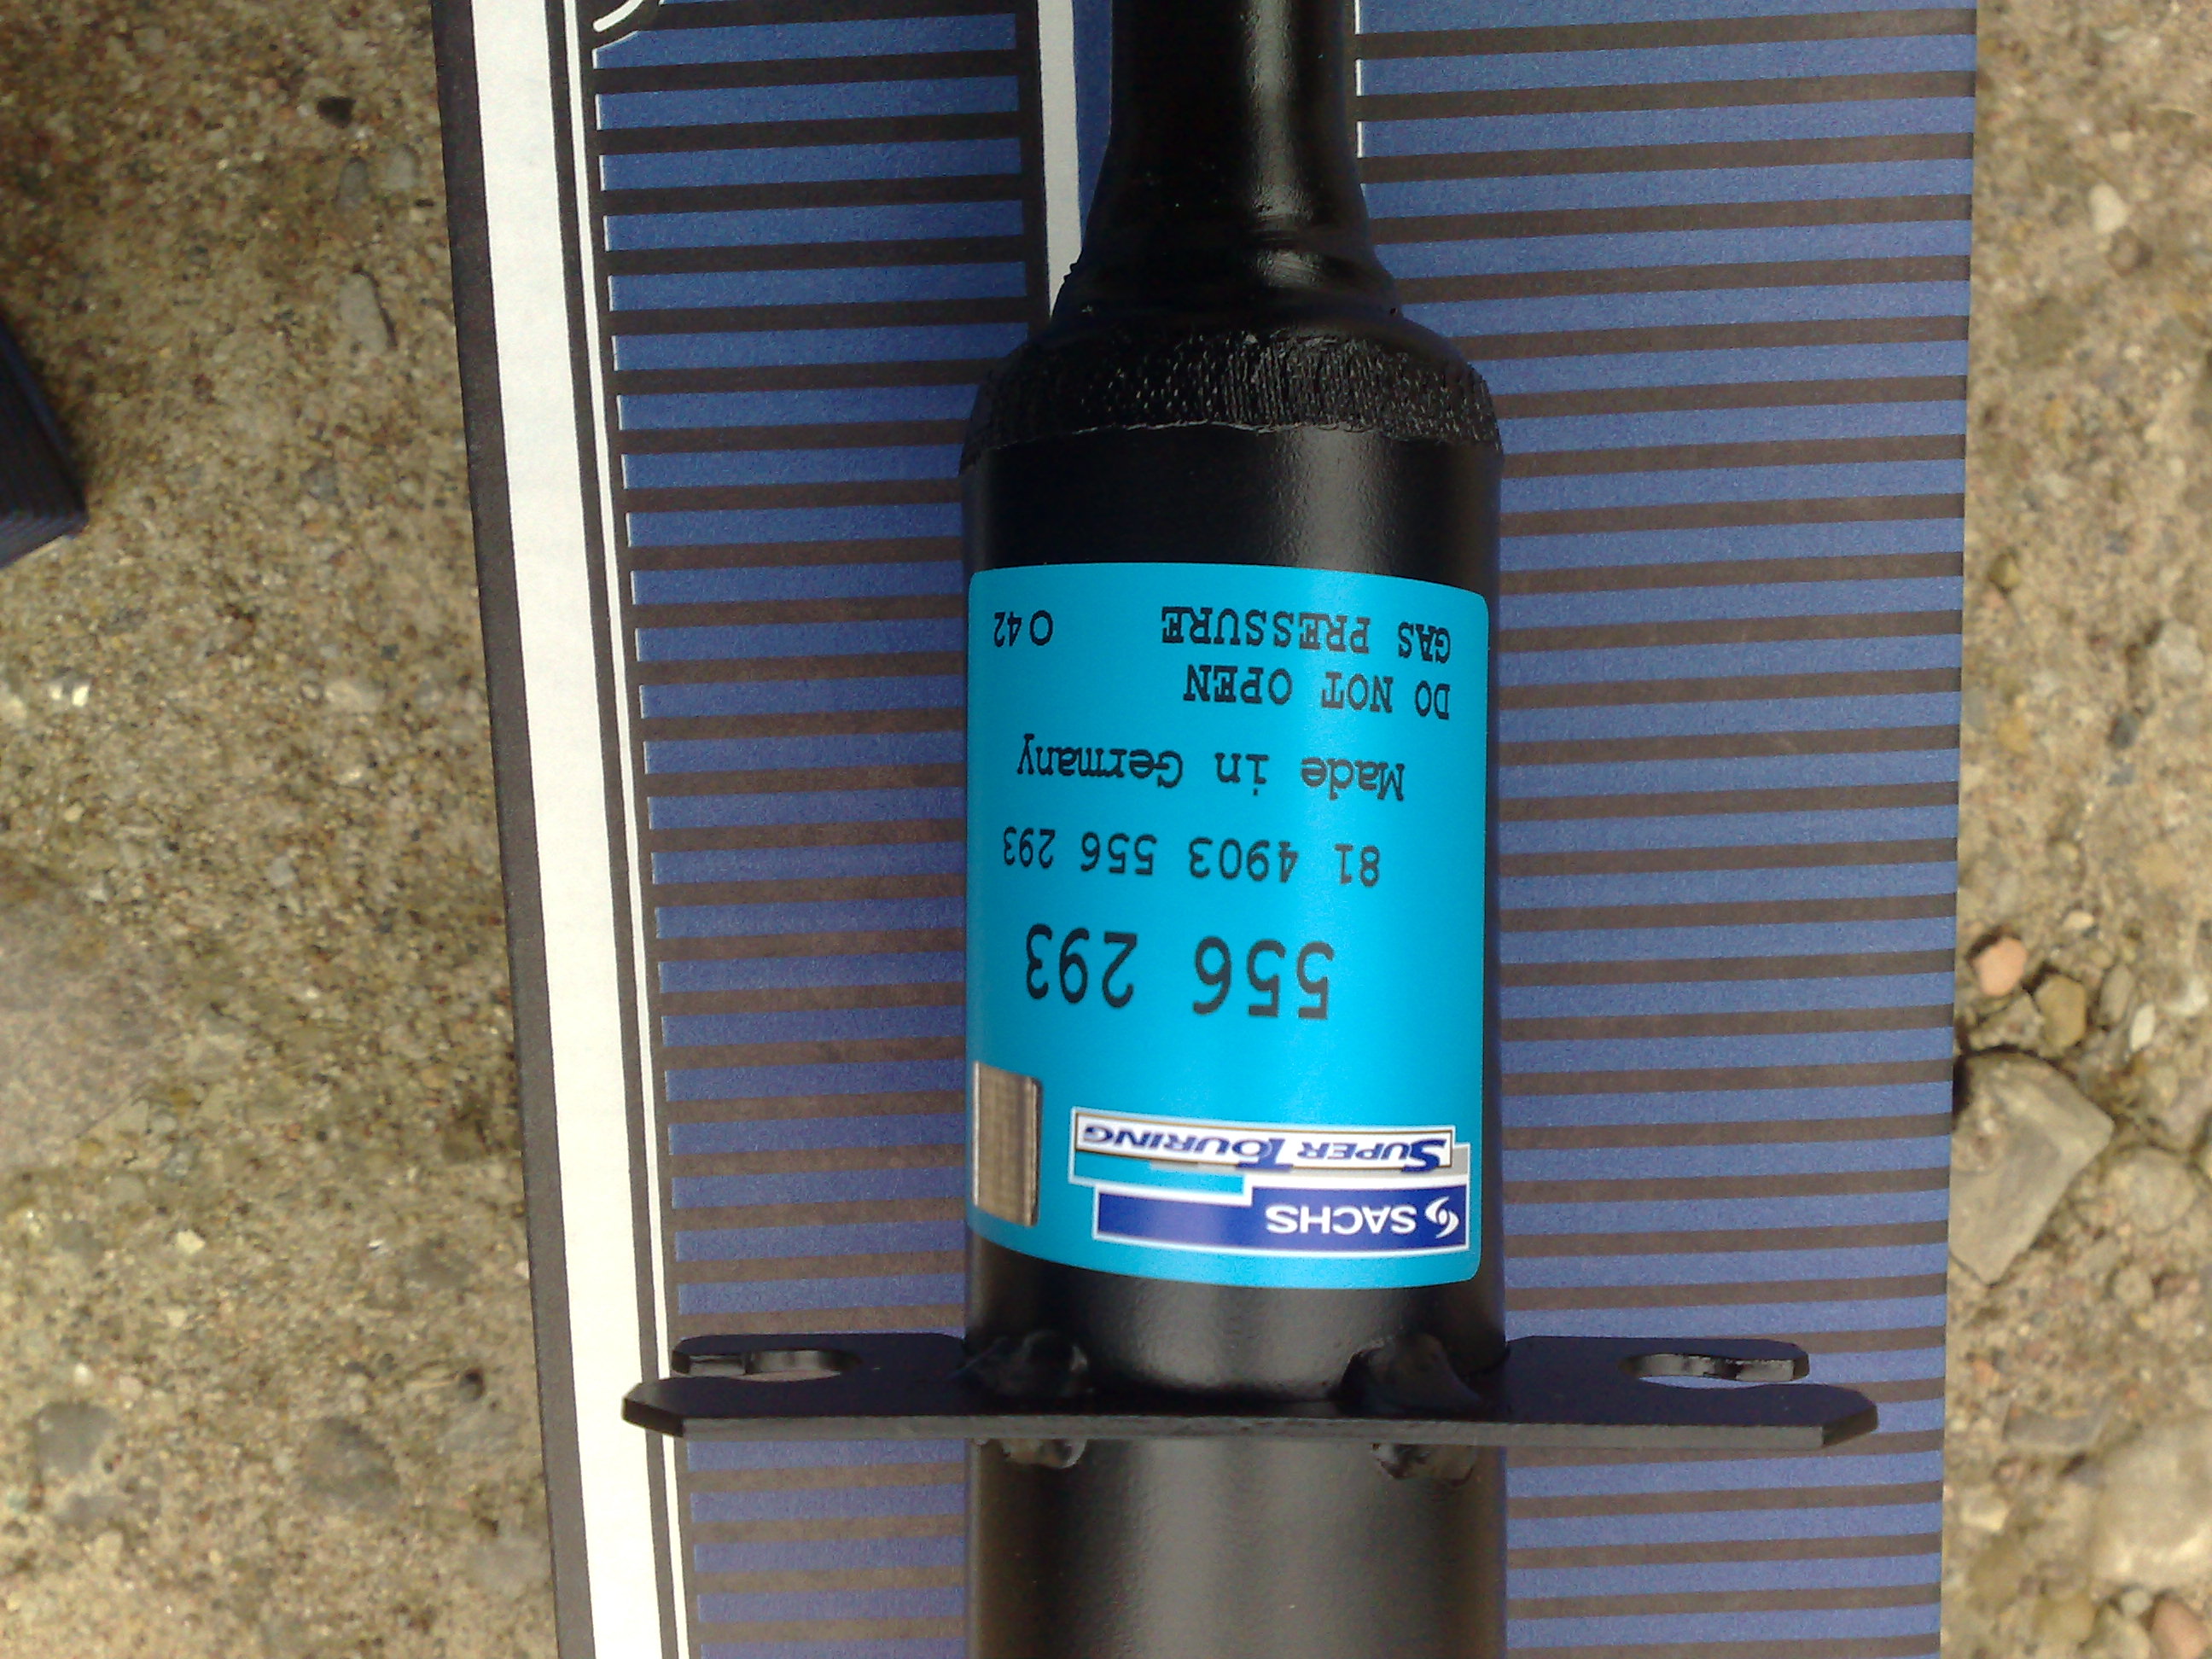 SACHS
SUPER TOURING
556 293
81 4903 556 293
Made in Germany
DO NOT OPEN
GAS PRESSURE O42